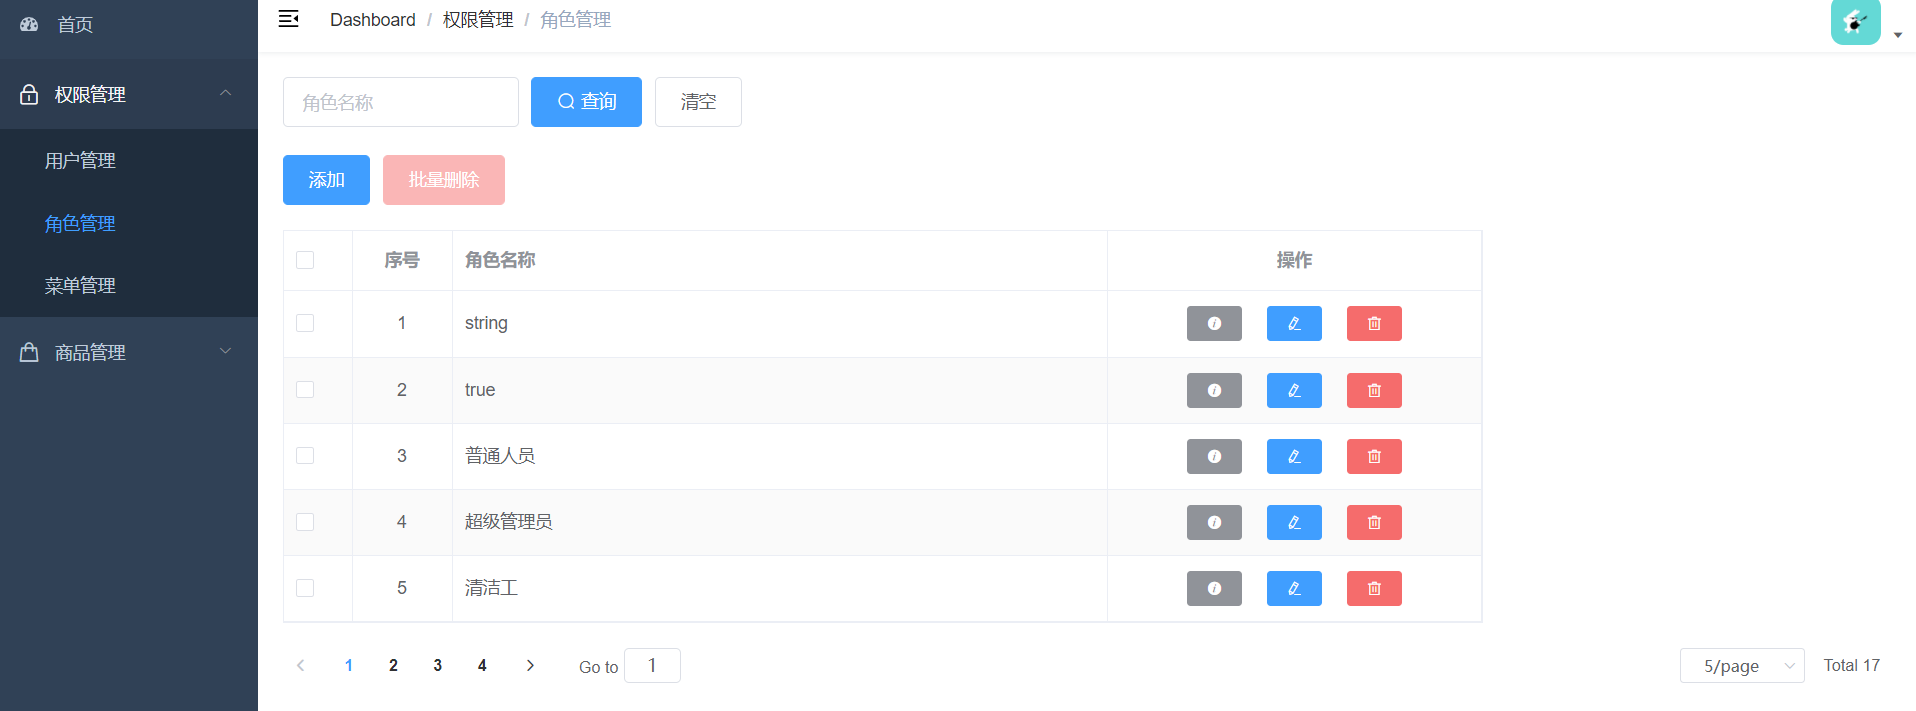 首页
权限管理
用户管理
角色管理
菜单管理
商品管理
Dashboard / 权限管理 / 角色管理
角色名称 查询 清空
添加 批量删除
序号 角色名称 操作
1 string
2 true
3 普通人员
4 超级管理员
5 清洁工
1 2 3 4 Go to 1 5/page Total 17